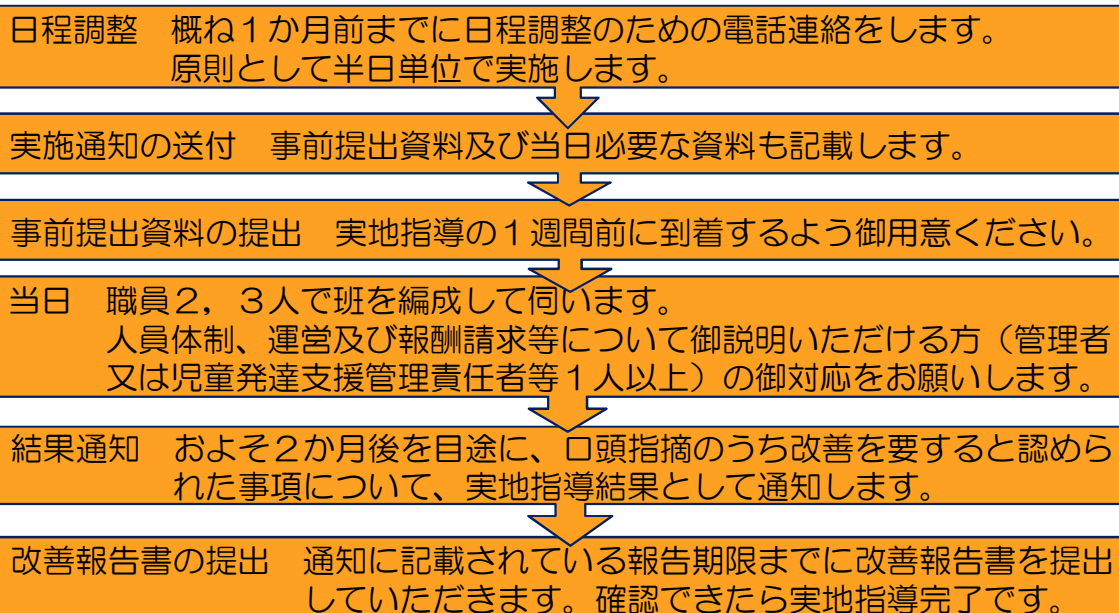 日程調整　概ね１か月前までに日程調整のための電話連絡をします。
原則として半日単位で実施します。
実施通知の送付　事前提出資料及び当日必要な資料も記載します。
事前提出資料の提出　実地指導の１週間前に到着するよう御用意ください。
当日　職員２，３人で班を編成して伺います。
人員体制、運営及び報酬請求等について御説明いただける方（管理者
又は児童発達支援管理責任者等１人以上）の御対応をお願いします。
結果通知　およそ２か月後を目途に、口頭指摘のうち改善を要すると認めら
れた事項について、実地指導結果として通知します。
改善報告書の提出　通知に記載されている報告期限までに改善報告書を提出
していただきます。確認できたら実地指導完了です。